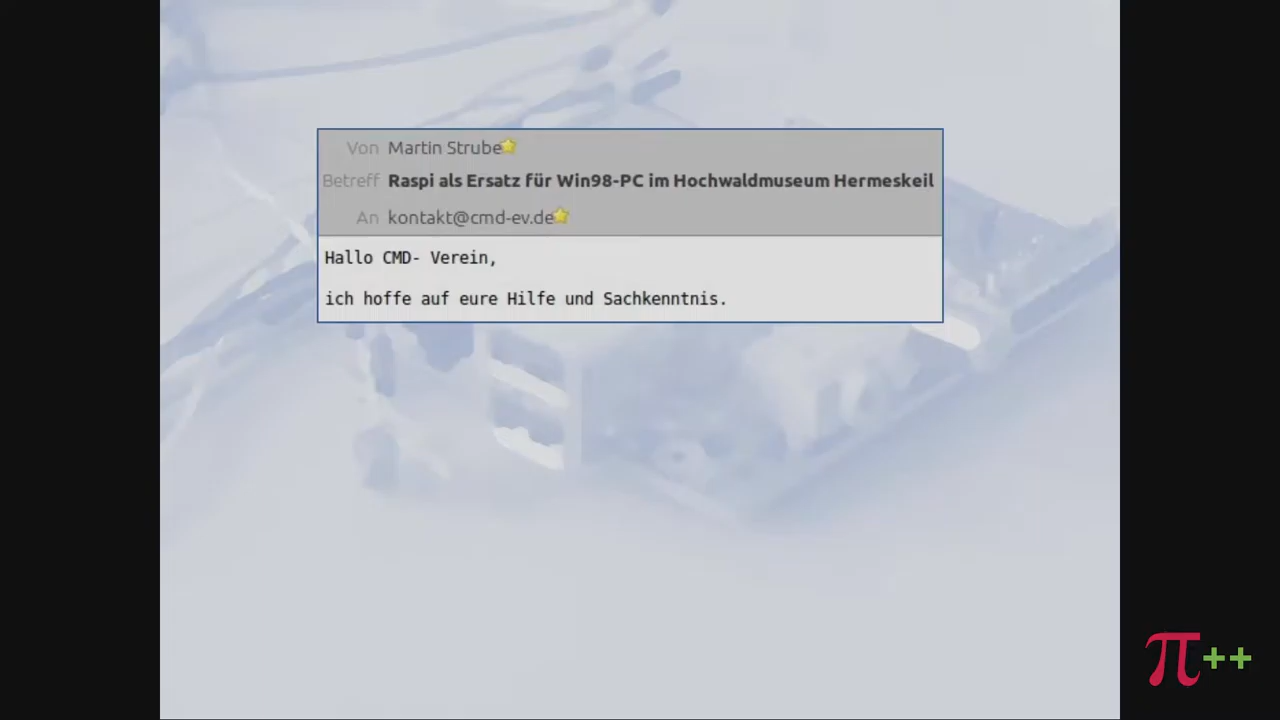 Von Martin Strube
Betreff Raspi als Ersatz für Win98-PC im Hochwaldmuseum Hermeskeil
An kontakt@cmd-ev.de
Hallo CMD- Verein,
ich hoffe auf eure Hilfe und Sachkenntnis.
π++